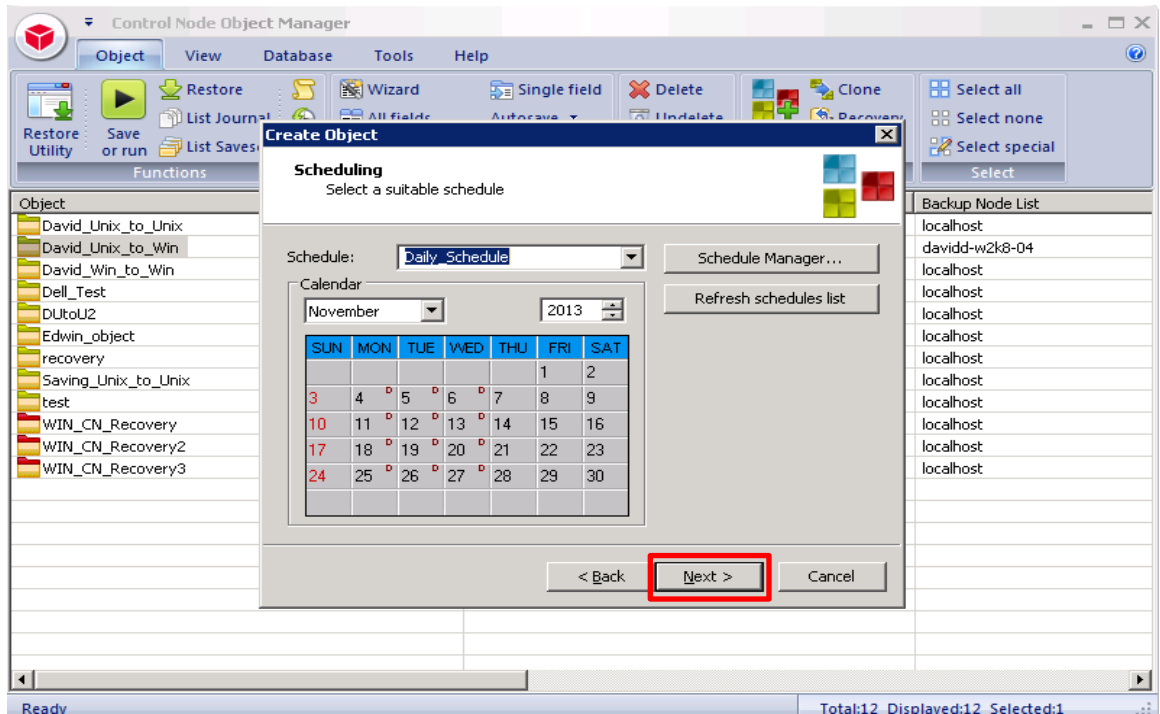 Control Node Object Manager
Object View Database Tools Help
Restore Wizard Single field Delete Clone Select all
List Journal All fields Autosave Undelete Recovery Select none
Restore Utility Save or run List Saves Select special
Functions Select
Create Object
Scheduling
Select a suitable schedule
Schedule: Daily_Schedule Schedule Manager...
Calendar Refresh schedules list
November 2013
SUN MON TUE WED THU FRI SAT
1 2
3 4 D 5 D 6 D 7 8 9
10 11 D 12 D 13 D 14 15 16
17 18 D 19 D 20 D 21 22 23
24 25 D 26 D 27 D 28 29 30
< Back Next > Cancel
Object Backup Node List
David_Unix_to_Unix localhost
David_Unix_to_Win davidd-w2k8-04
David_Win_to_Win localhost
Dell_Test localhost
DUtoU2 localhost
Edwin_object localhost
recovery localhost
Saving_Unix_to_Unix localhost
test localhost
WIN_CN_Recovery localhost
WIN_CN_Recovery2 localhost
WIN_CN_Recovery3 localhost
Ready Total:12 Displayed:12 Selected:1